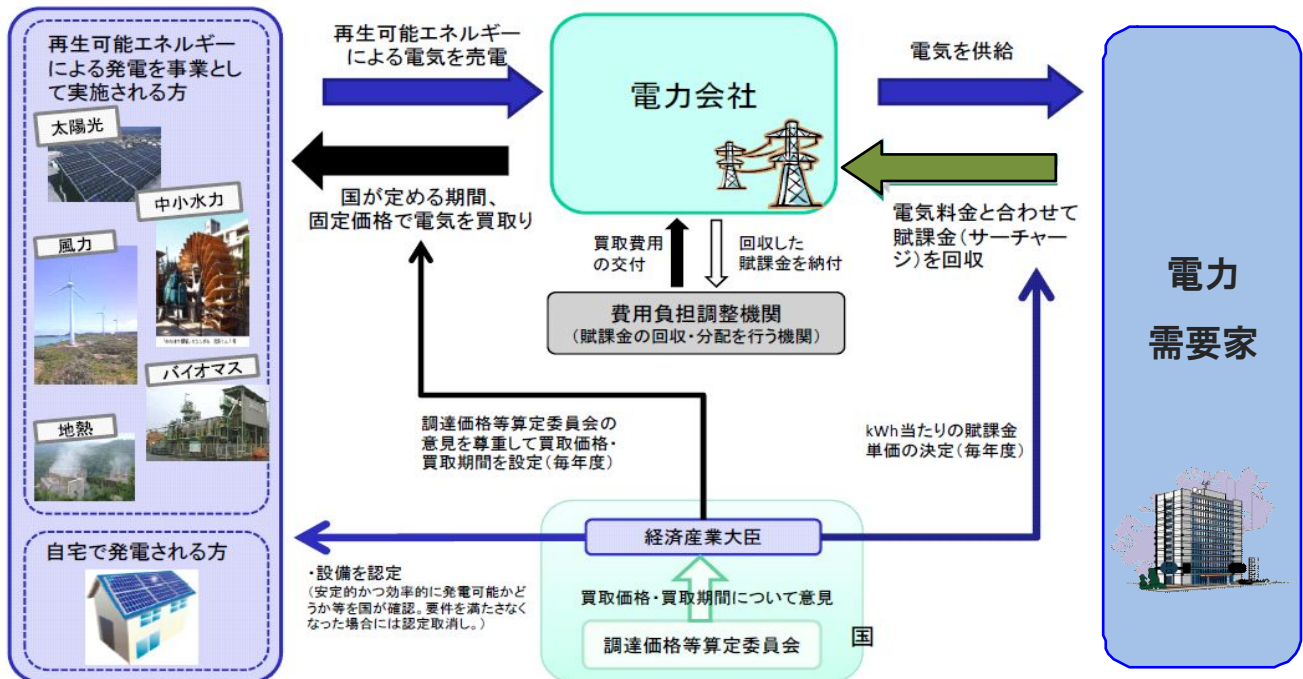 再生可能エネルギー
による発電を事業とし
て実施される方
太陽光
中小水力
風力
バイオマス
地熱
自宅で発電される方
再生可能エネルギー
による電気を売電
国が定める期間、
固定価格で電気を買取り
電力会社
買取費用
の交付
回収した
賦課金を納付
費用負担調整機関
(賦課金の回収・分配を行う機関)
電気を供給
電気料金と合わせて
賦課金(サーチャー
ジ)を回収
調達価格等算定委員会の
意見を尊重して買取価格・
買取期間を設定(毎年度)
kWh当たりの賦課金
単価の決定(毎年度)
経済産業大臣
・設備を認定
(安定的かつ効率的に発電可能かど
うか等を国が確認。要件を満たさなく
なった場合には認定取消し。)
買取価格・買取期間について意見
調達価格等算定委員会
国
電力
需要家